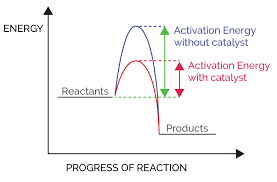 ENERGY
Activation Energy
without catalyst
Activation Energy
with catalyst
Reactants
Products
PROGRESS OF REACTION